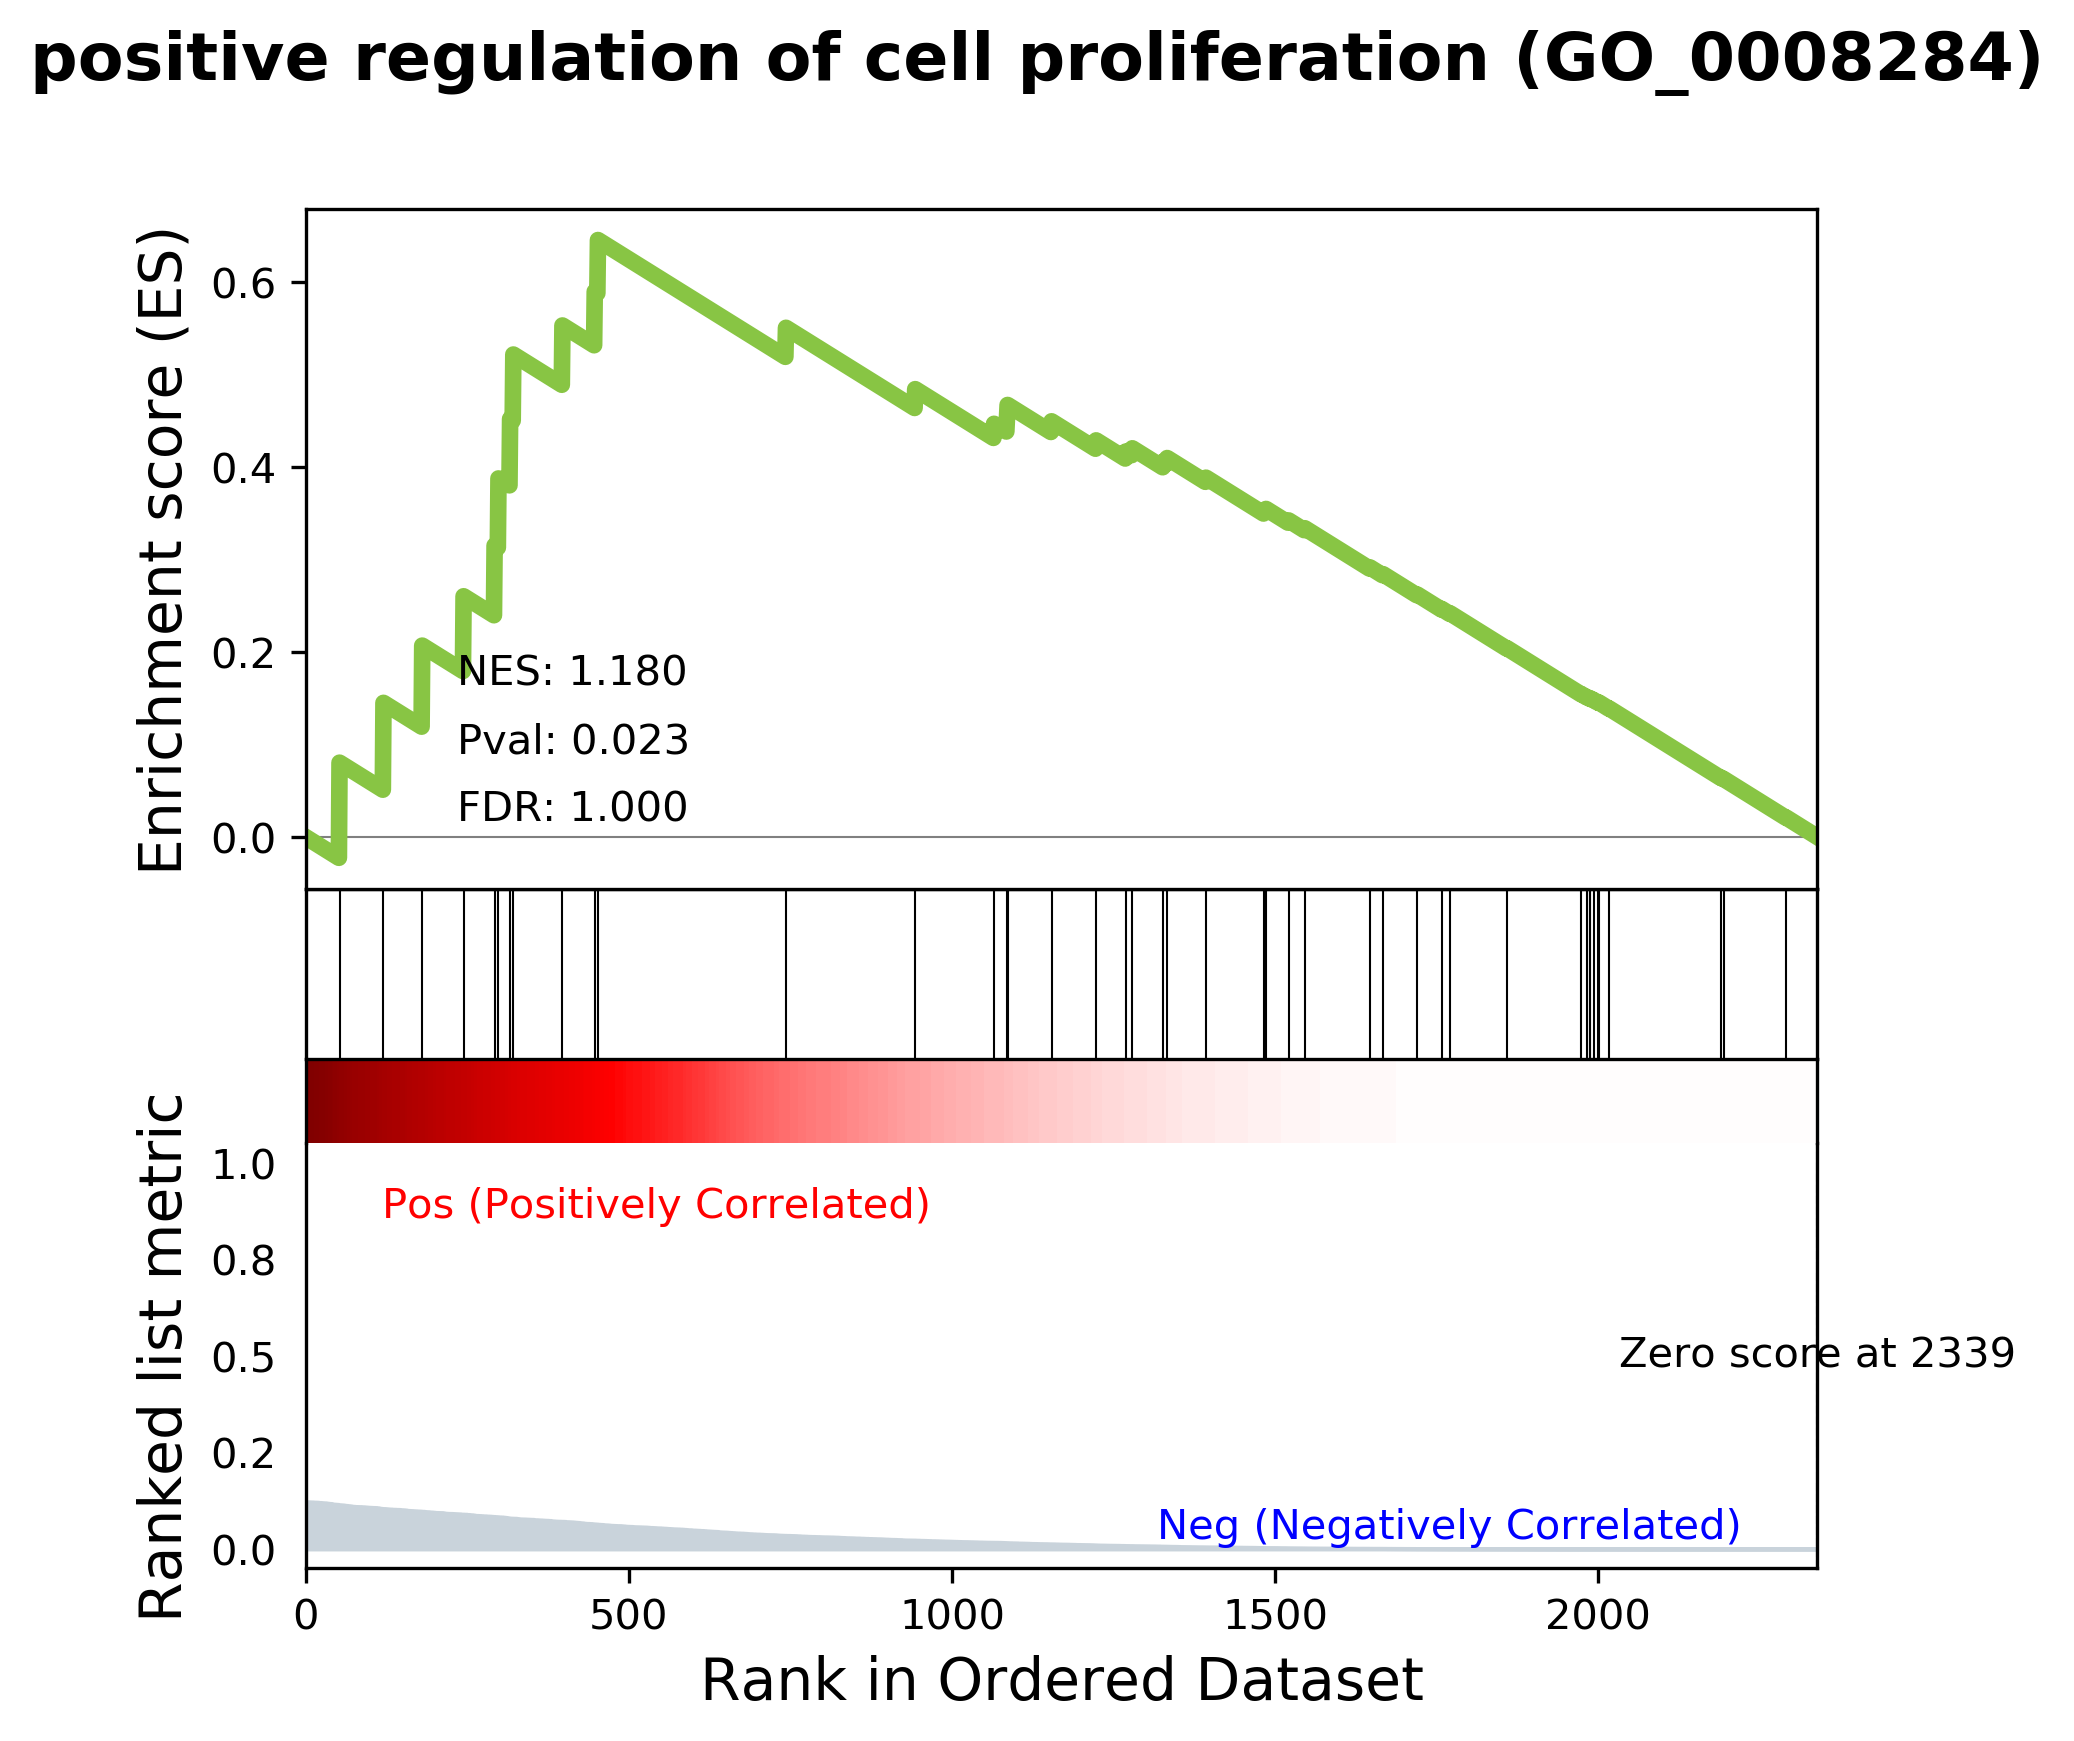 positive regulation of cell proliferation (GO_0008284)
Enrichment score (ES)
0.6
0.4
0.2
0.0
NES: 1.180
Pval: 0.023
FDR: 1.000
Ranked list metric
1.0
0.8
0.5
0.2
0.0
Pos (Positively Correlated)
Zero score at 2339
Neg (Negatively Correlated)
0 500 1000 1500 2000
Rank in Ordered Dataset